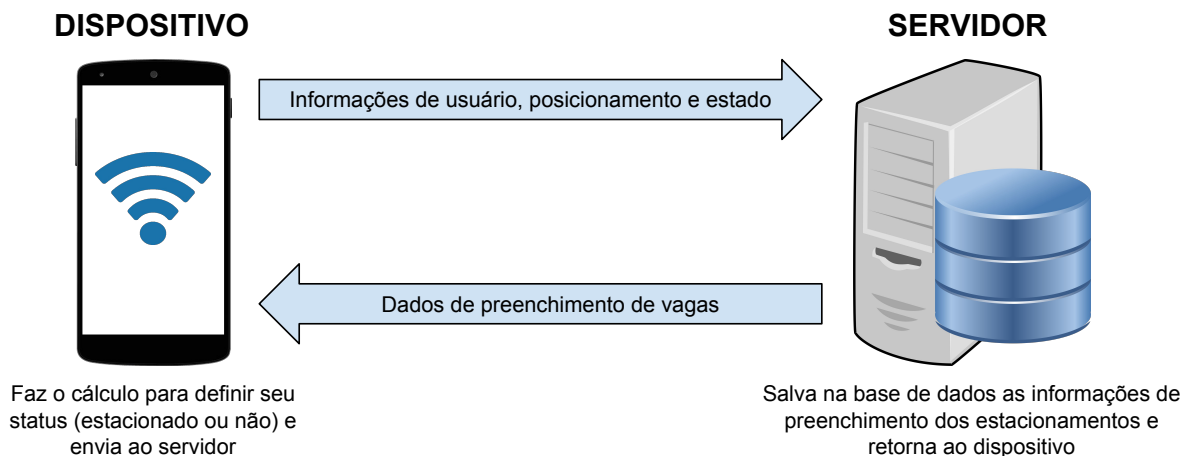 DISPOSITIVO
SERVIDOR
Informações de usuário, posicionamento e estado
Dados de preenchimento de vagas
Faz o cálculo para definir seu
status (estacionado ou não) e
envia ao servidor
Salva na base de dados as informações de
preenchimento dos estacionamentos e
retorna ao dispositivo